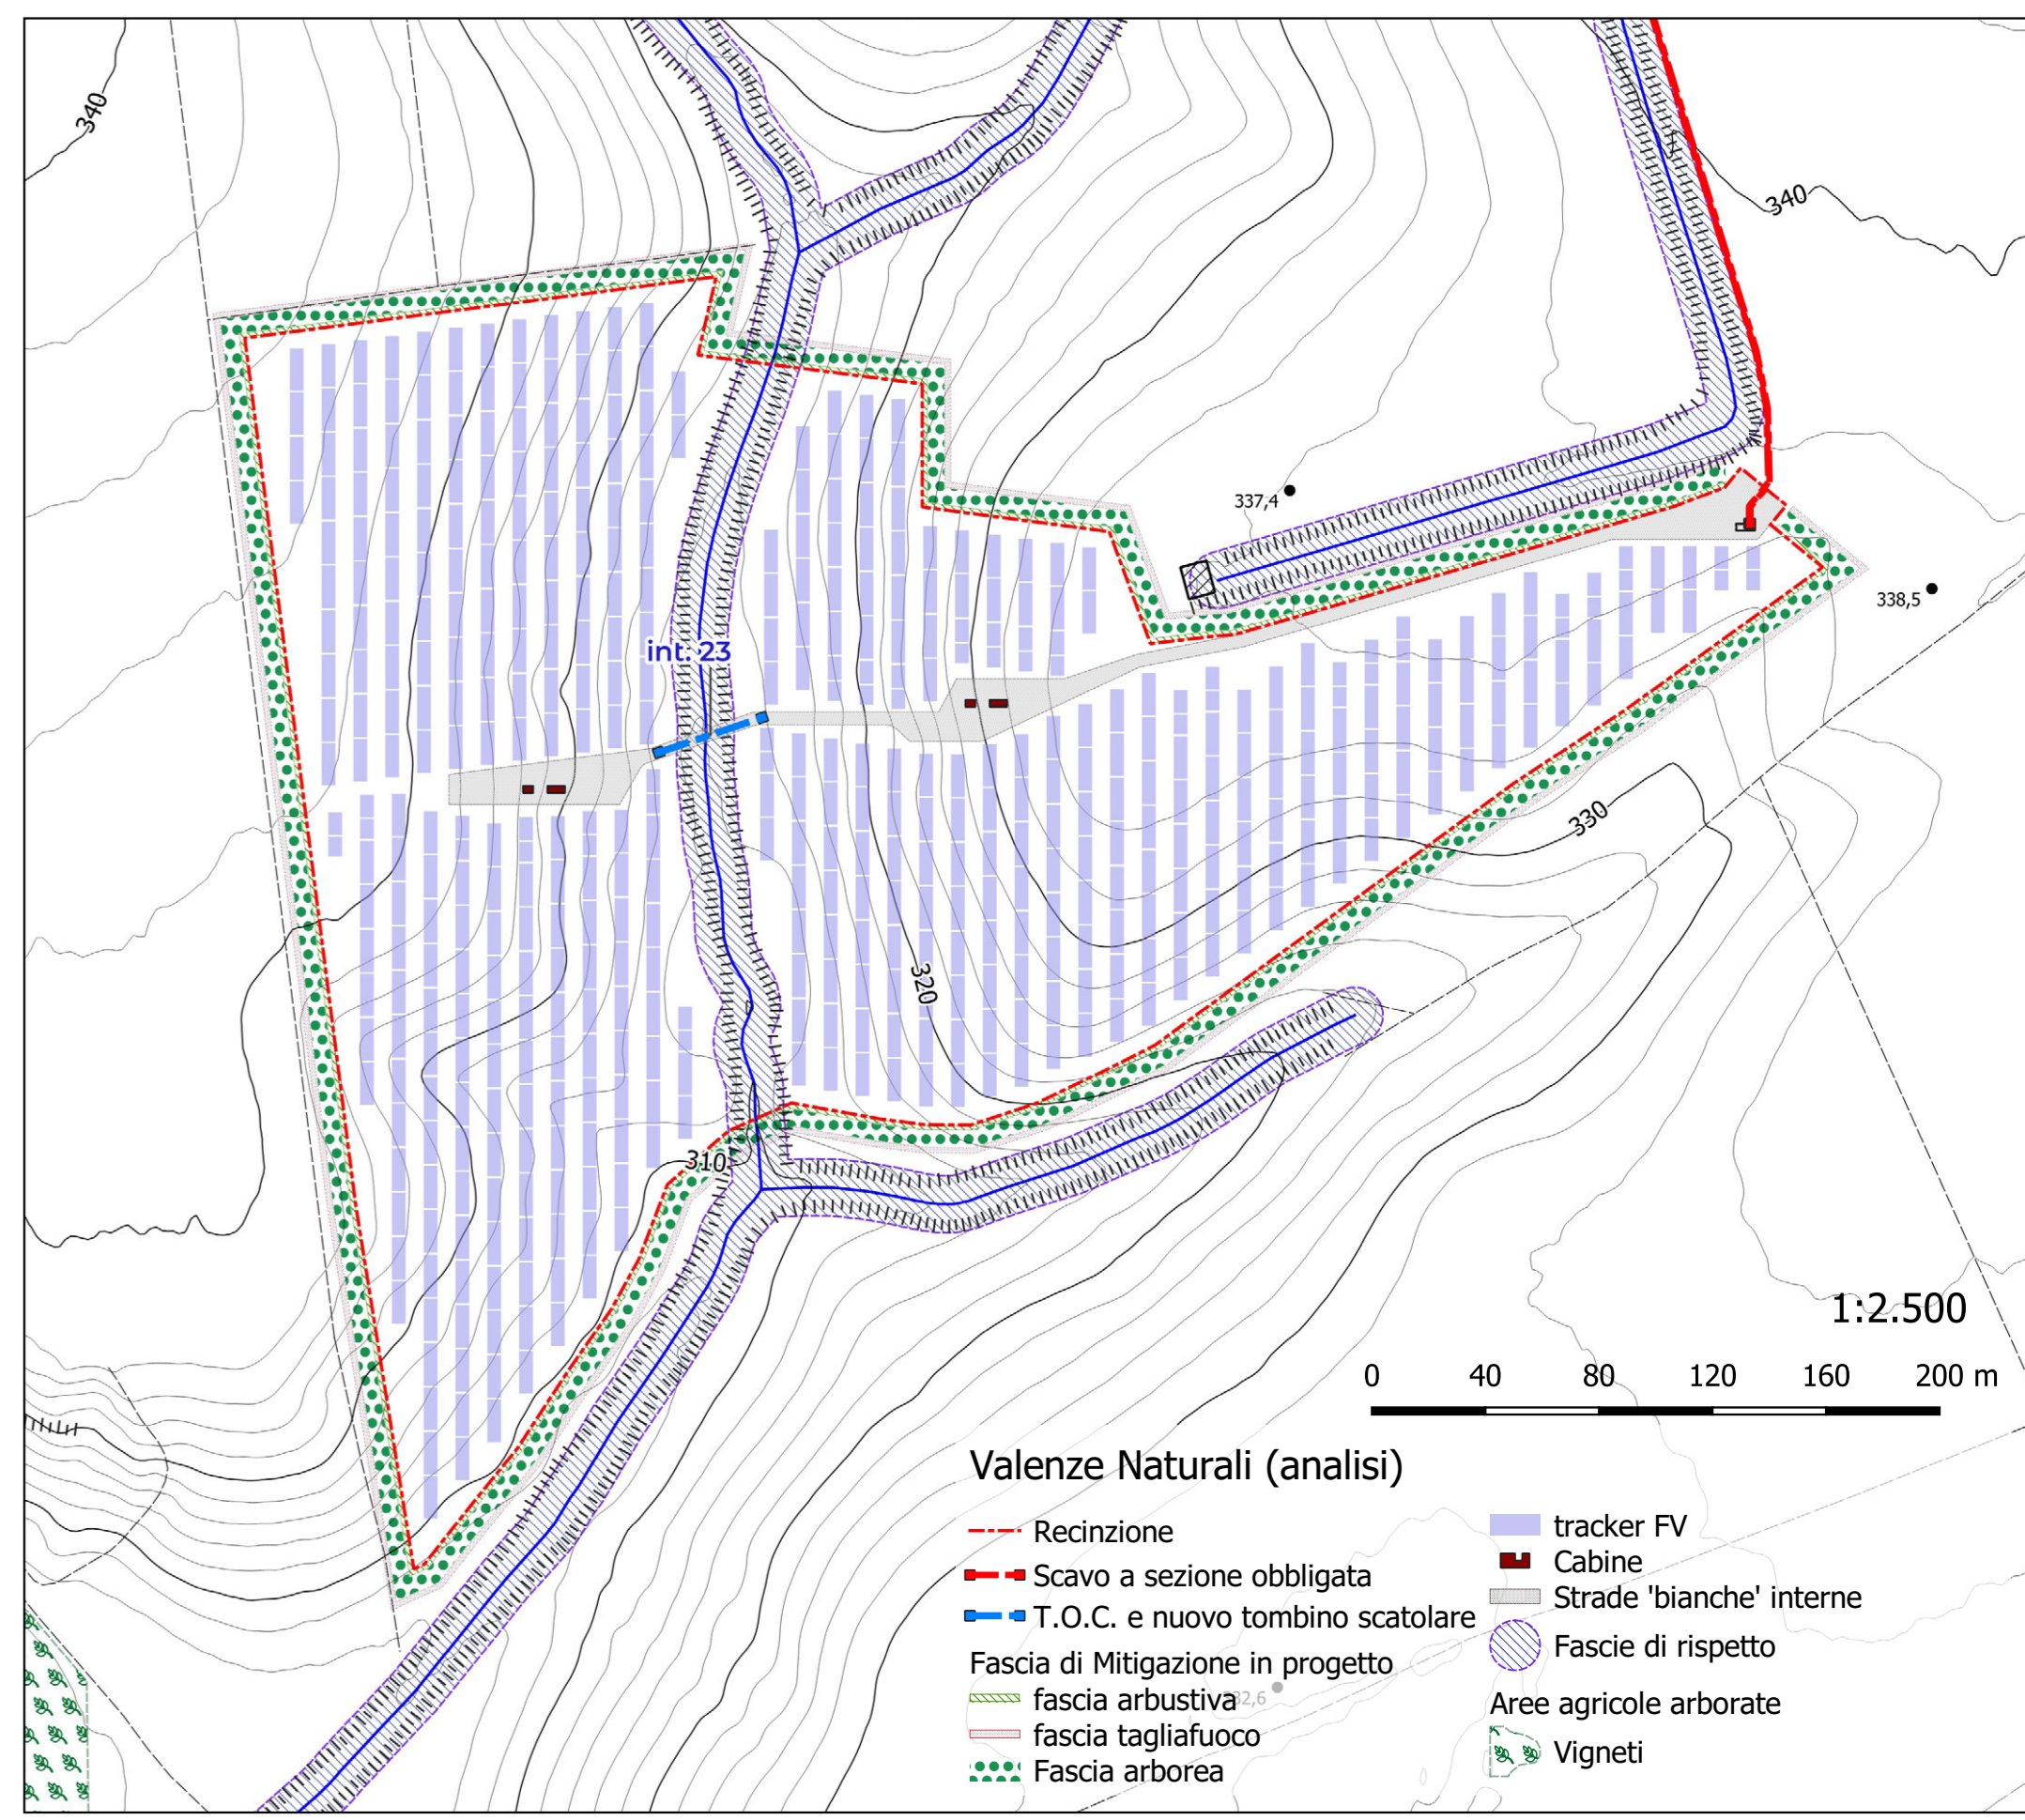 340
340
337,4
338,5
int. 23
330
320
310
1:2.500
0 40 80 120 160 200 m
Valenze Naturali (analisi)
Recinzione
Scavo a sezione obbligata
T.O.C. e nuovo tombino scatolare
Fascia di Mitigazione in progetto
fascia arbustiva
332,6
fascia tagliafuoco
Fascia arborea
tracker FV
Cabine
Strade 'bianche' interne
Fascie di rispetto
Aree agricole arborate
Vigneti